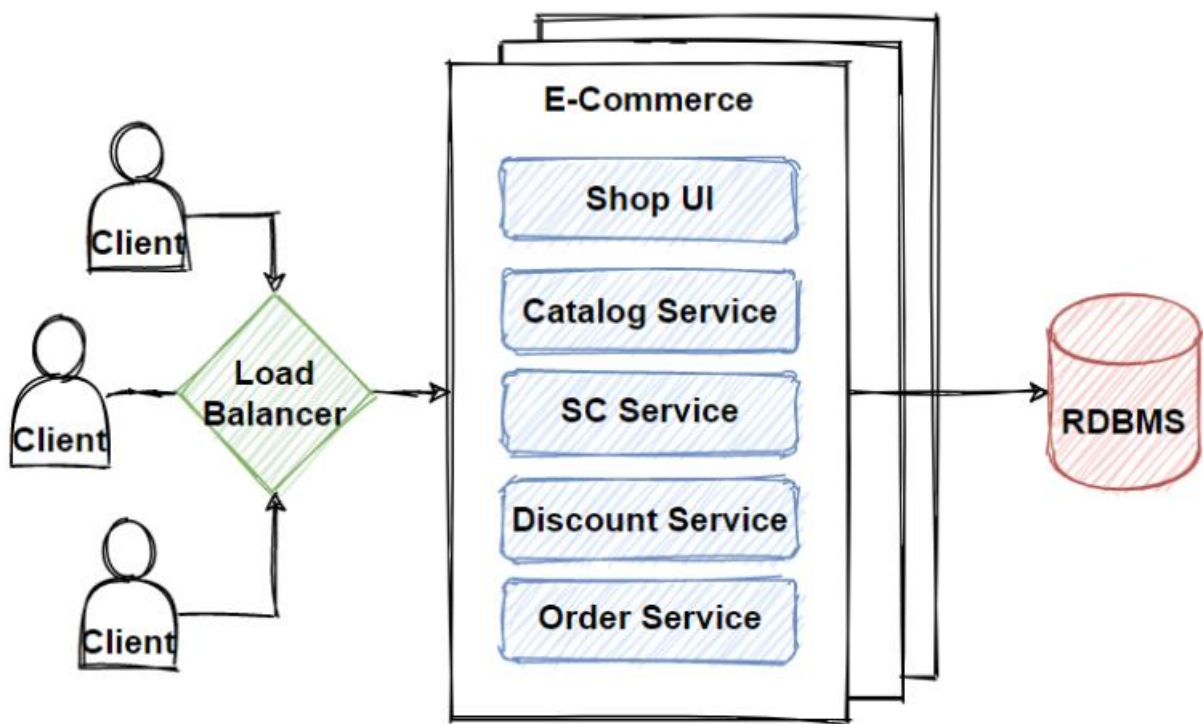 E-Commerce
Shop UI
Client
Catalog Service
Load
Balancer
SC Service
RDBMS
Client
Discount Service
Order Service
Client